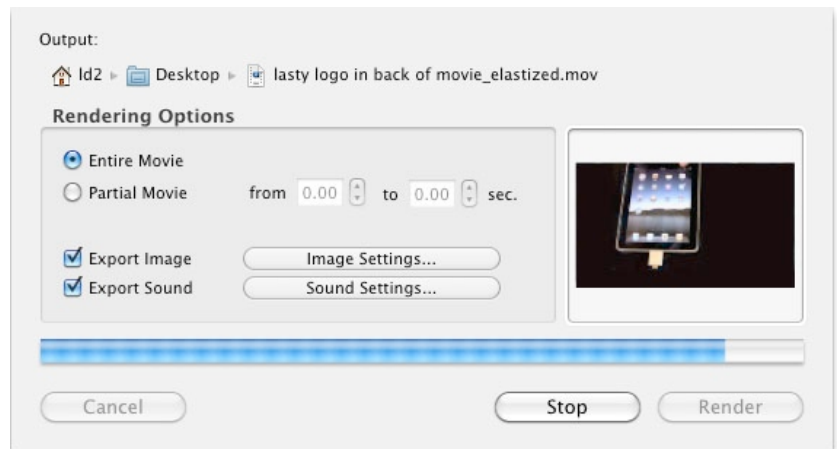 Output:
ld2 ▸ Desktop ▸ lasty logo in back of movie_elastized.mov
Rendering Options
Entire Movie
Partial Movie from 0.00 to 0.00 sec.
Export Image Image Settings...
Export Sound Sound Settings...
Cancel Stop Render